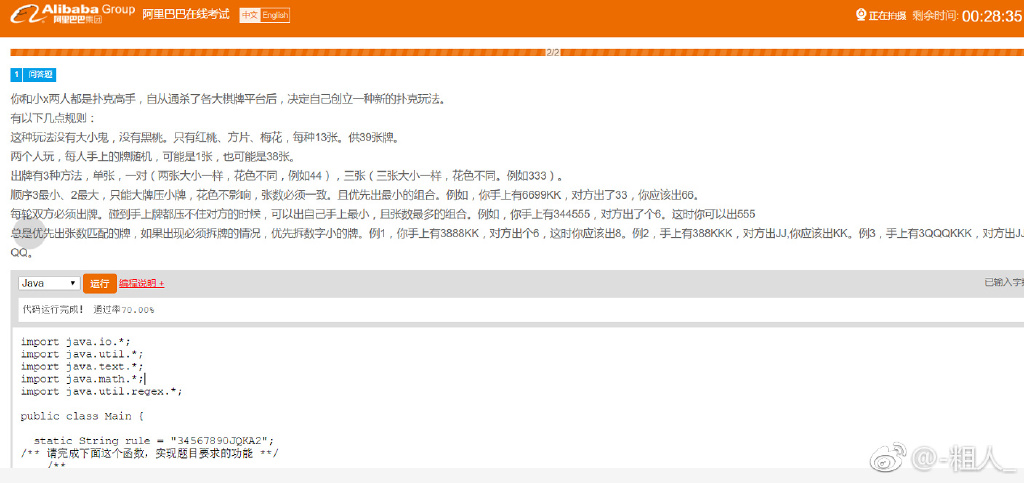 Alibaba Group
阿里巴巴集团
阿里巴巴在线考试
中文 English
正在拍摄 剩余时间: 00:28:35
2/2
1 问答题
你和小x两人都是扑克高手，自从通杀了各大棋牌平台后，决定自己创立一种新的扑克玩法。
有以下几点规则：
这种玩法没有大小鬼，没有黑桃。只有红桃、方片、梅花，每种13张。供39张牌。
两个人玩，每人手上的牌随机，可能是1张，也可能是38张。
出牌有3种方法，单张，一对（两张大小一样，花色不同，例如44），三张（三张大小一样，花色不同。例如333）。
顺序3最小、2最大，只能大牌压小牌，花色不影响，张数必须一致。且优先出最小的组合。例如，你手上有6699KK，对方出了33，你应该出66。
每轮双方必须出牌。碰到手上牌都压不住对方的时候，可以出自己手上最小，且张数最多的组合。例如，你手上有344555，对方出了个6。这时你可以出555
总是优先出张数匹配的牌，如果出现必须拆牌的情况，优先拆数字小的牌。例1，你手上有3888KK，对方出个6，这时你应该出8。例2，手上有388KKK，对方出JJ,你应该出KK。例3，手上有3QQQKKK，对方出JJ
QQ。
Java 运行 编程说明 +
已输入字
代码运行完成！ 通过率70.00%
import java.io.*;
import java.util.*;
import java.text.*;
import java.math.*;
import java.util.regex.*;
public class Main {
static String rule = "34567890JQKA2";
/** 请完成下面这个函数，实现题目要求的功能 **/
/**
@-粗人_